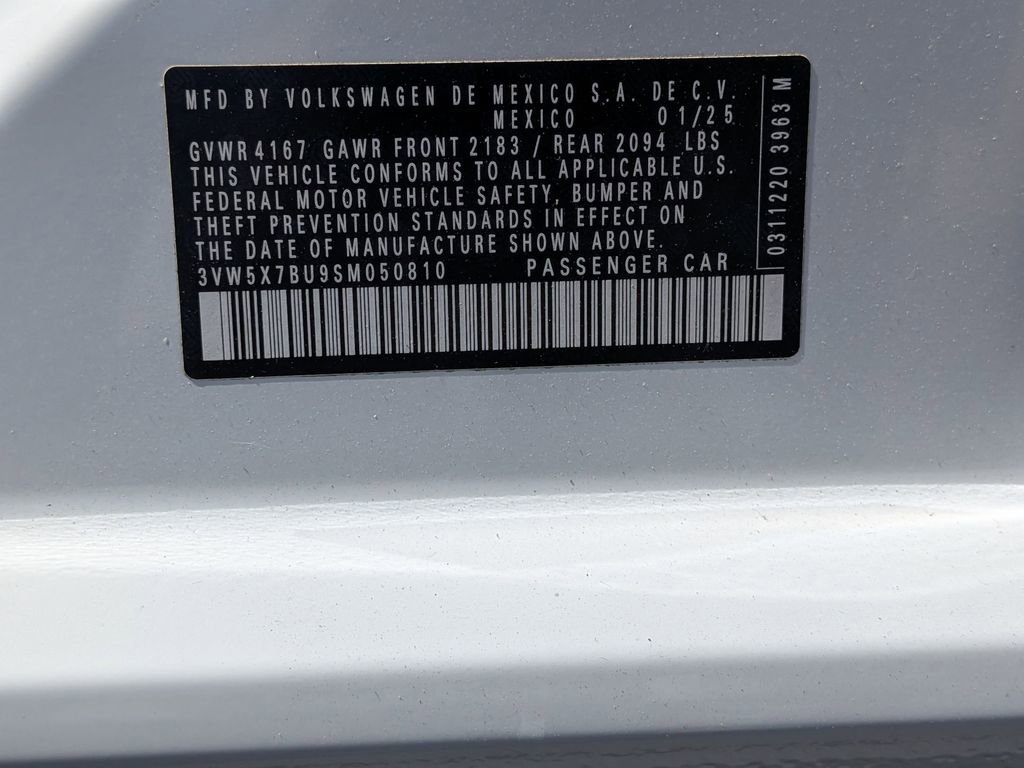 MFD BY VOLKSWAGEN DE MEXICO S.A. DE C.V.
MEXICO 01/25
GVWR 4167 GAWR FRONT 2183 / REAR 2094 LBS
THIS VEHICLE CONFORMS TO ALL APPLICABLE U.S.
FEDERAL MOTOR VEHICLE SAFETY, BUMPER AND
THEFT PREVENTION STANDARDS IN EFFECT ON
THE DATE OF MANUFACTURE SHOWN ABOVE.
3VW5X7BU9SM050810 PASSENGER CAR
0311220 3963 M